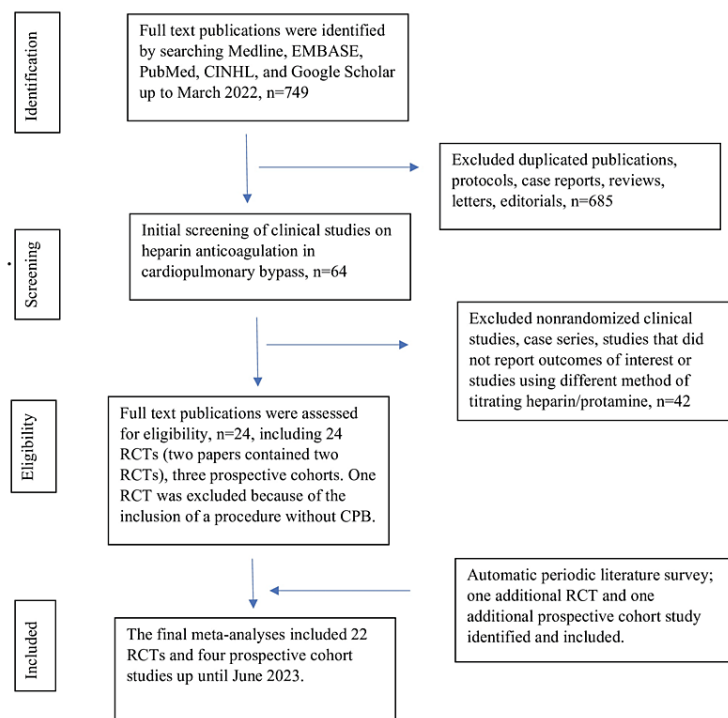 Identification
Full text publications were identified
by searching Medline, EMBASE,
PubMed, CINHL, and Google Scholar
up to March 2022, n=749
Excluded duplicated publications,
protocols, case reports, reviews,
letters, editorials, n=685
Screening
Initial screening of clinical studies on
heparin anticoagulation in
cardiopulmonary bypass, n=64
Excluded nonrandomized clinical
studies, case series, studies that did
not report outcomes of interest or
studies using different method of
titrating heparin/protamine, n=42
Eligibility
Full text publications were assessed
for eligibility, n=24, including 24
RCTs (two papers contained two
RCTs), three prospective cohorts. One
RCT was excluded because of the
inclusion of a procedure without CPB.
Automatic periodic literature survey;
one additional RCT and one
additional prospective cohort study
identified and included.
Included
The final meta-analyses included 22
RCTs and four prospective cohort
studies up until June 2023.